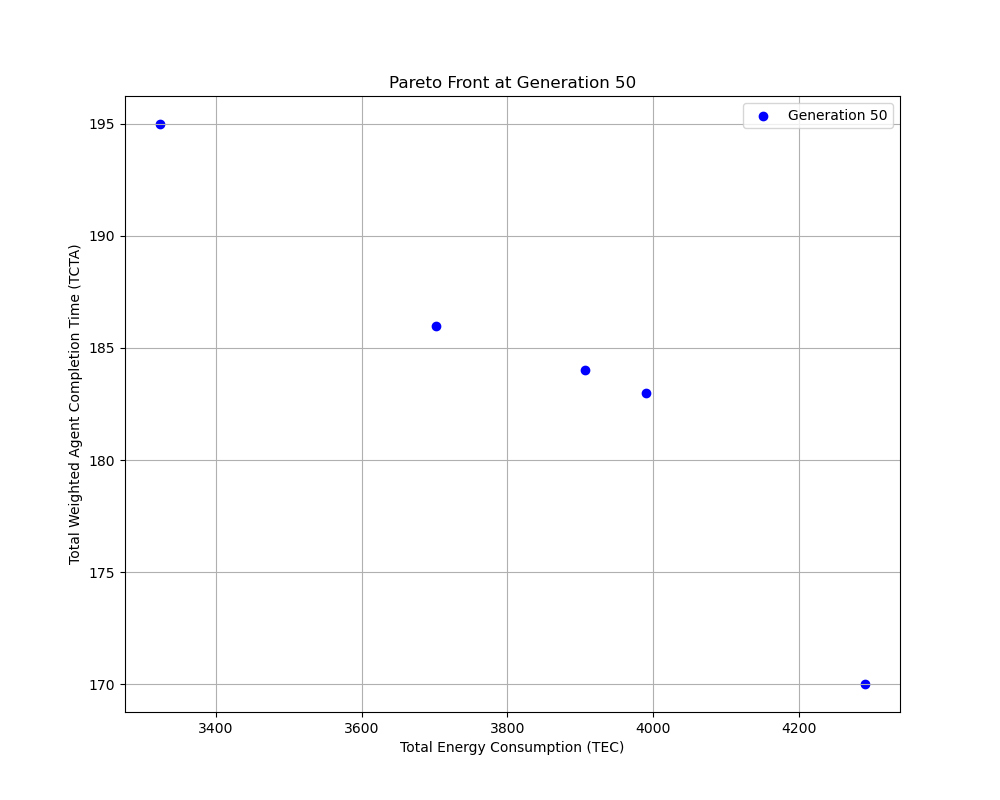 Pareto Front at Generation 50
Generation 50
Total Weighted Agent Completion Time (TCTA)
195
190
185
180
175
170
3400
3600
3800
4000
4200
Total Energy Consumption (TEC)